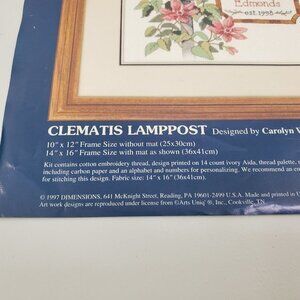 Edmonds
est. 1998
CLEMATIS LAMPPOST Designed by Carolyn
10" x 12" Frame Size without mat (25x30cm)
14" x 16" Frame Size with mat as shown (36x41cm)
Kit contains cotton embroidery thread, design printed on 14 count ivory Aida, thread palette,
including carbon paper and an alphabet and numbers for personalizing. We recommend
for stitching this design. Fabric size: 14" x 16" (36x41cm).
© 1997 DIMENSIONS, 641 McKnight Street, Reading, PA 19601-2499 U.S.A. Made and printed in
Art work designs are reproduced under license from ©Arts Uniq', Inc., Cookville, TN.